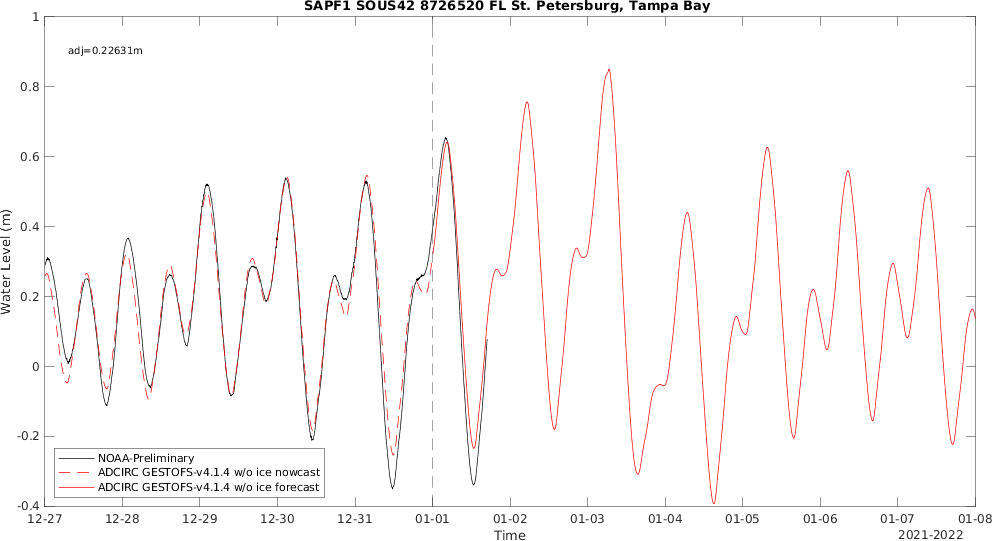 SAPF1 SOUS42 8726520 FL St. Petersburg, Tampa Bay
adj=0.22631m
Water Level (m)
1
0.8
0.6
0.4
0.2
0
-0.2
-0.4
NOAA-Preliminary
ADCIRC GESTOFS-v4.1.4 w/o ice nowcast
ADCIRC GESTOFS-v4.1.4 w/o ice forecast
12-27 12-28 12-29 12-30 12-31 01-01 01-02 01-03 01-04 01-05 01-06 01-07 01-08
Time
2021-2022